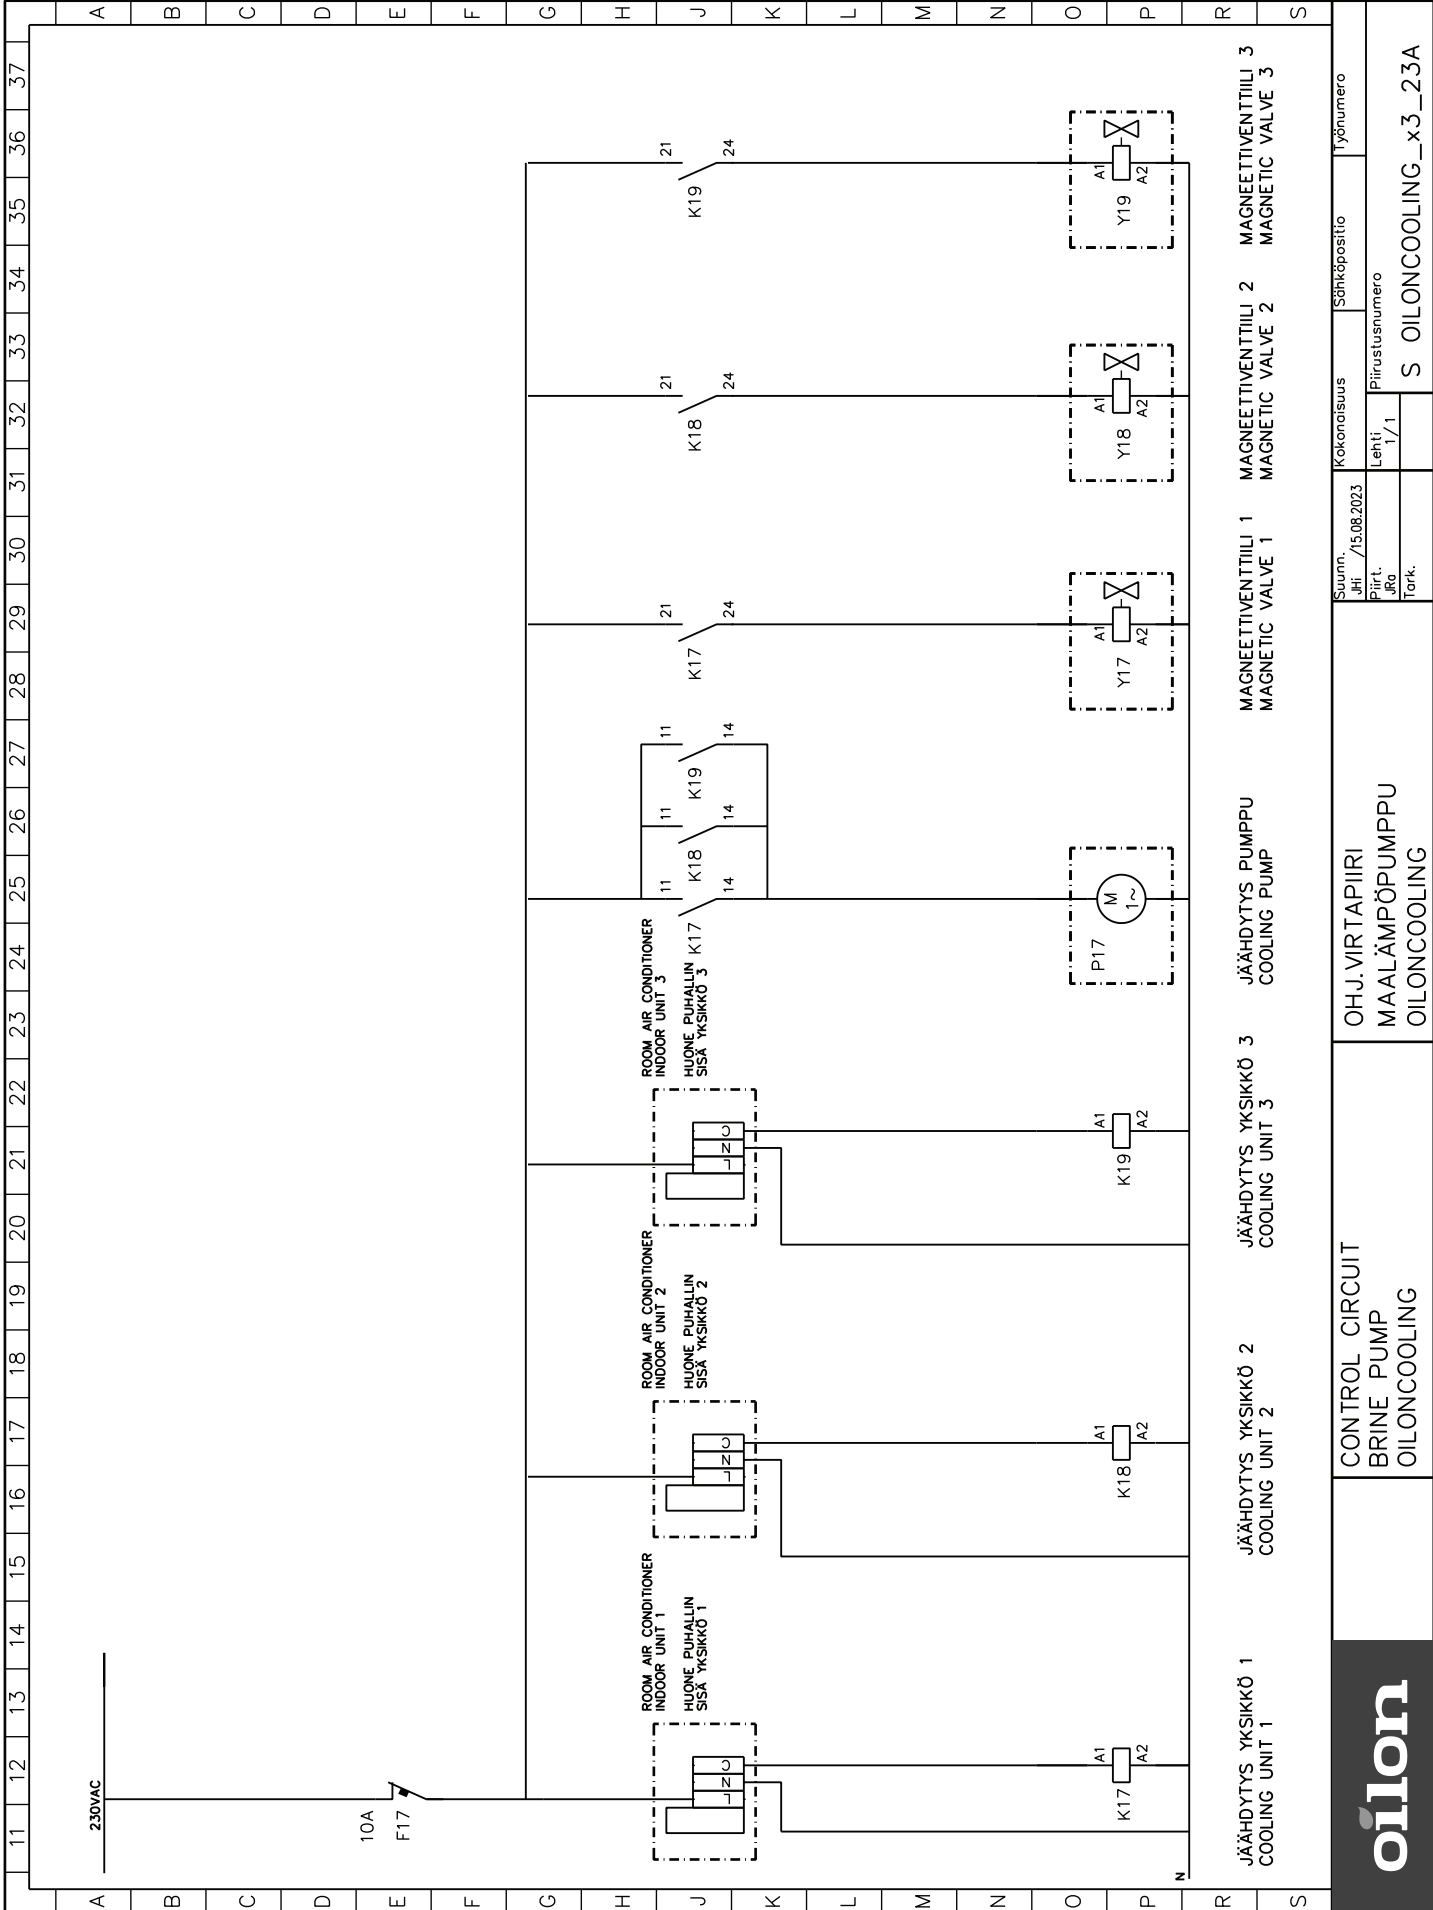 11 12 13 14 15 16 17 18 19 20 21 22 23 24 25 26 27 28 29 30 31 32 33 34 35 36 37
A A
B B
C C
D D
E E
F F
G G
H H
J J
K K
L L
M M
N N
O O
P P
R R
S S
230VAC
10A
F17
ROOM AIR CONDITIONER
INDOOR UNIT 1
HUONE PUHALLIN
SISÄ YKSIKKÖ 1
L N C
ROOM AIR CONDITIONER
INDOOR UNIT 2
HUONE PUHALLIN
SISÄ YKSIKKÖ 2
L N C
ROOM AIR CONDITIONER
INDOOR UNIT 3
HUONE PUHALLIN
SISÄ YKSIKKÖ 3
L N C
K17 11 14
K18 11 14
K19 11 14
K17 21 24
K18 21 24
K19 21 24
K17 A1 A2
K18 A1 A2
K19 A1 A2
P17
M
1~
Y17 A1 A2
Y18 A1 A2
Y19 A1 A2
N
JÄÄHDYTYS YKSIKKÖ 1
COOLING UNIT 1
JÄÄHDYTYS YKSIKKÖ 2
COOLING UNIT 2
JÄÄHDYTYS YKSIKKÖ 3
COOLING UNIT 3
JÄÄHDYTYS PUMPPU
COOLING PUMP
MAGNEETTIVENTTIILI 1
MAGNETIC VALVE 1
MAGNEETTIVENTTIILI 2
MAGNETIC VALVE 2
MAGNEETTIVENTTIILI 3
MAGNETIC VALVE 3
oilon
CONTROL CIRCUIT
BRINE PUMP
OILONCOOLING
OHJ.VIRTAPIIRI
MAALÄMPÖPUMPPU
OILONCOOLING
Suunn.
JHi /15.08.2023
Piirt.
JRa
Tark.
Kokonaisuus
Sähköpositio
Työnumero
Lehti
1/1
Piirustusnumero
S OILONCOOLING_x3_23A